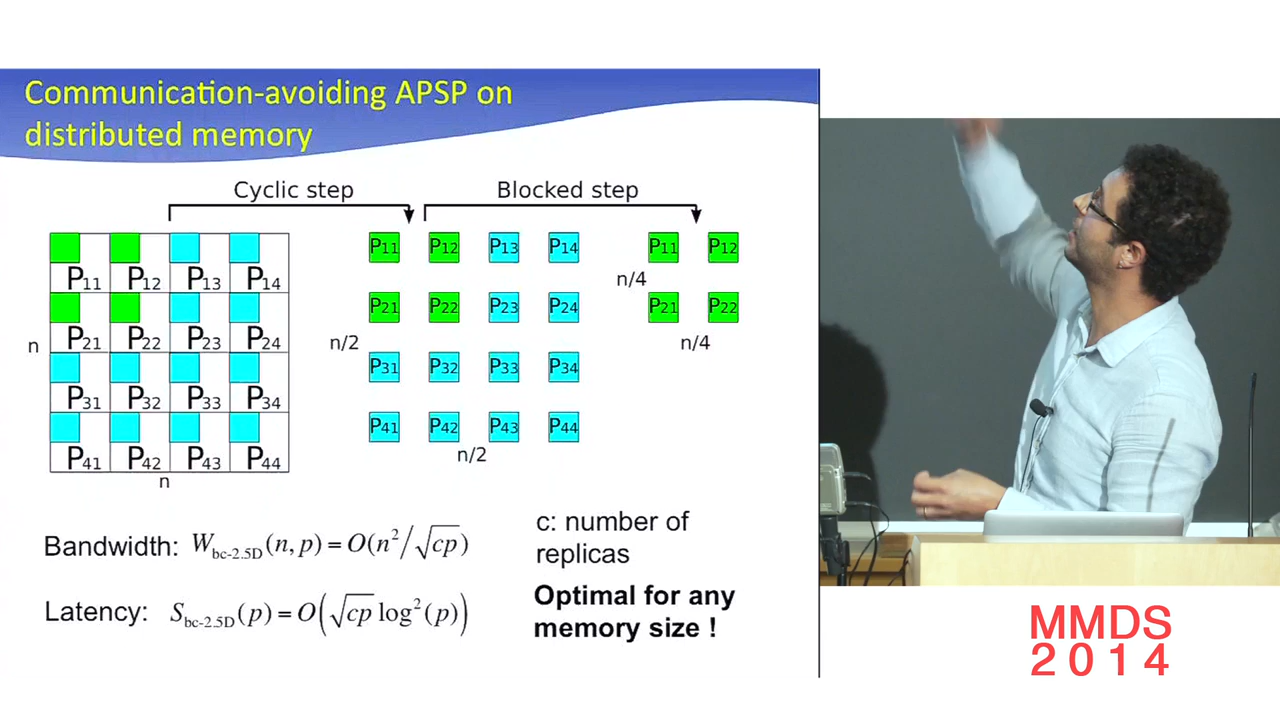 Communication-avoiding APSP on
distributed memory
Cyclic step
Blocked step
P11 P12 P13 P14
P21 P22 P23 P24
P31 P32 P33 P34
P41 P42 P43 P44
n
n
P11 P12 P13 P14
P21 P22 P23 P24
P31 P32 P33 P34
P41 P42 P43 P44
n/2
n/2
P11 P12
P21 P22
n/4
n/4
Bandwidth: W_bc-2.5D(n, p) = O(n²/√cp)
Latency: S_bc-2.5D(p) = O(√cp log²(p))
c: number of
replicas
Optimal for any
memory size !
MMDS
2014